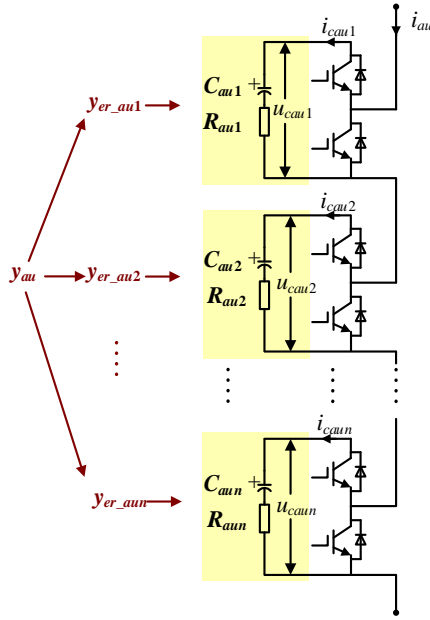 i_cau1
i_au
C_au1 +
y_er_au1
R_au1
u_cau1
i_cau2
C_au2 +
y_au
y_er_au2
R_au2
u_cau2
i_caun
C_aun +
y_er_aun
R_aun
u_caun